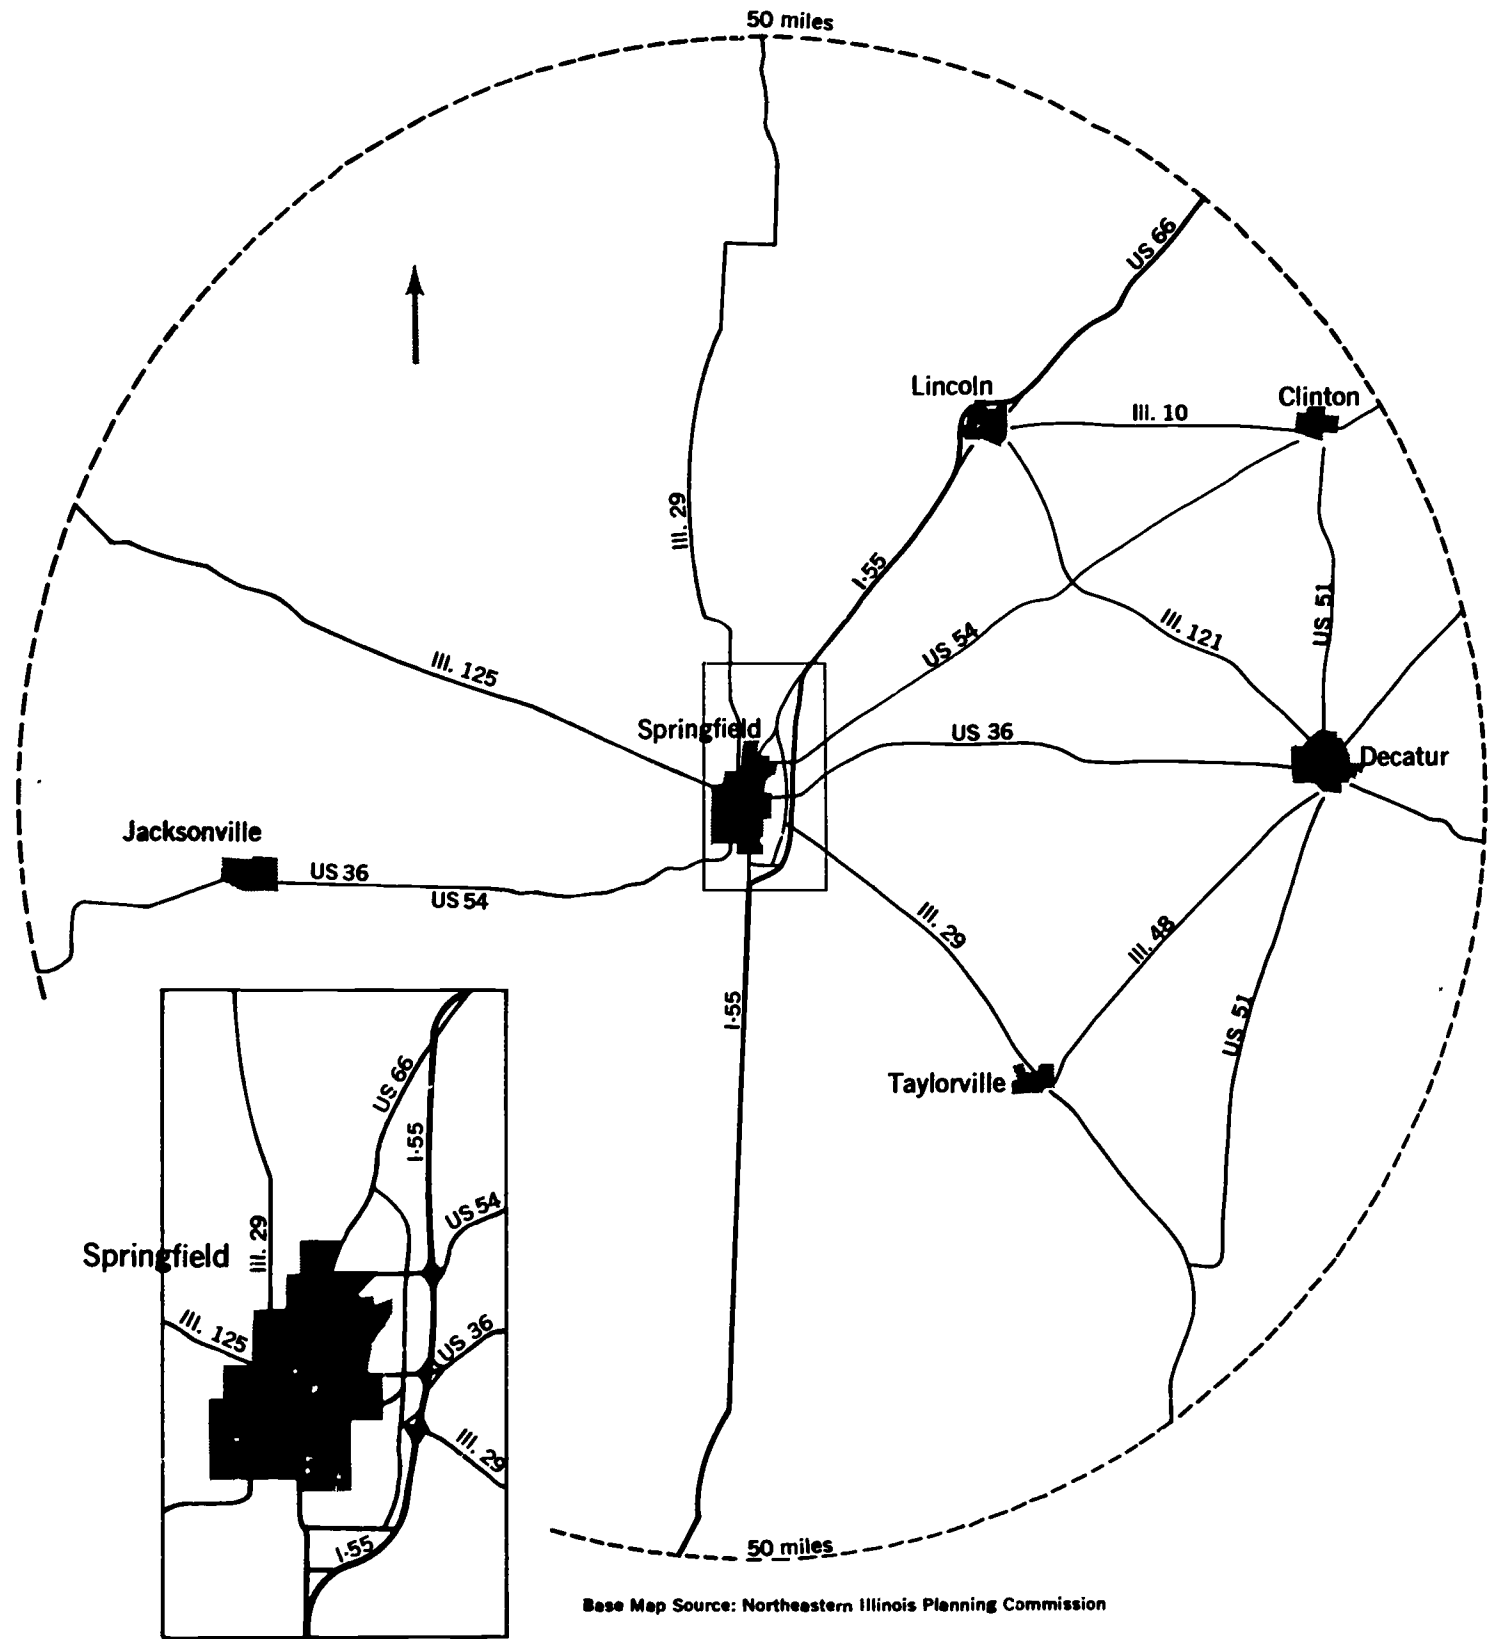 50 miles
US 66
Lincoln
Clinton
Ill. 10
Ill. 29
I-55
US 54
Ill. 121
US 51
Ill. 125
Springfield
US 36
Decatur
Jacksonville
US 36
US 54
Ill. 29
Ill. 48
I-55
US 51
Taylorville
US 66
I-55
US 54
Ill. 29
Springfield
Ill. 125
US 36
Ill. 29
I-55
50 miles
Base Map Source: Northeastern Illinois Planning Commission